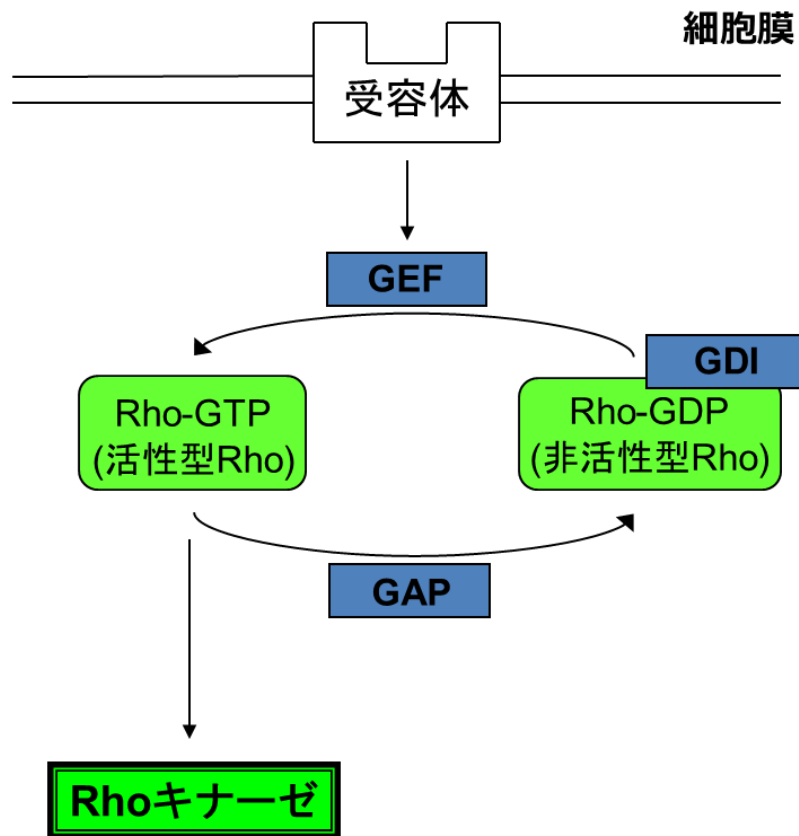 細胞膜
受容体
GEF
GDI
Rho-GTP
(活性型Rho)
Rho-GDP
(非活性型Rho)
GAP
Rhoキナーゼ